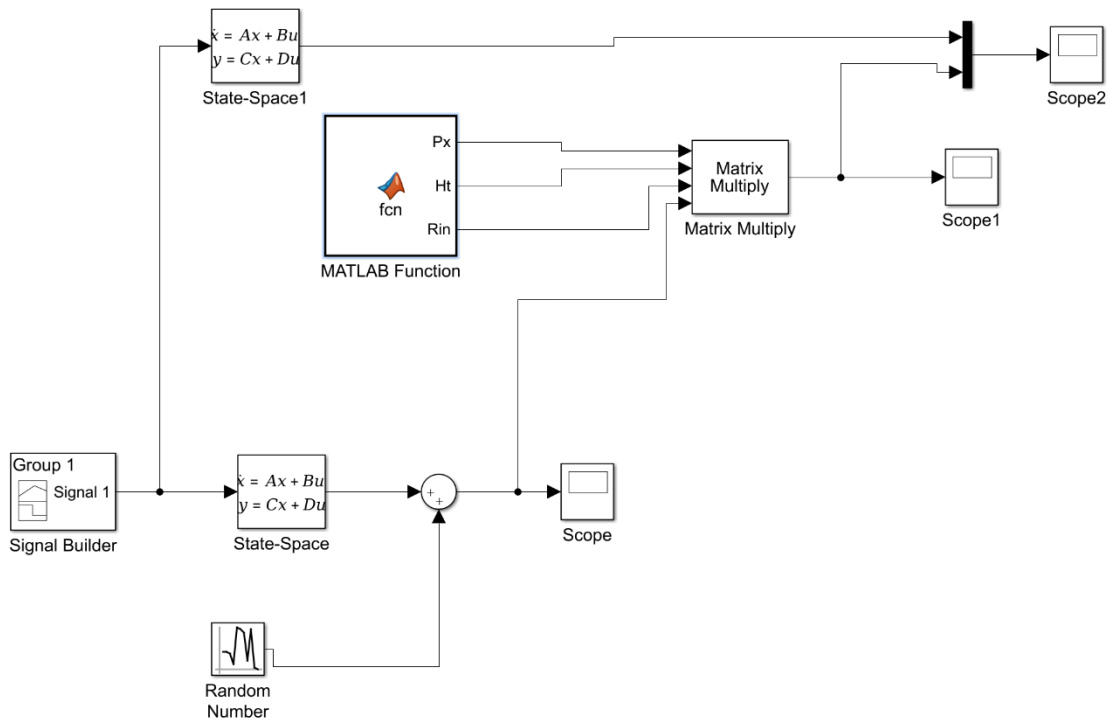 ẋ = Ax + Bu
y = Cx + Du
State-Space1
Scope2
Px
Ht
Rin
fcn
MATLAB Function
Matrix
Multiply
Matrix Multiply
Scope1
Group 1
Signal 1
Signal Builder
ẋ = Ax + Bu
y = Cx + Du
State-Space
+
+
Scope
Random
Number